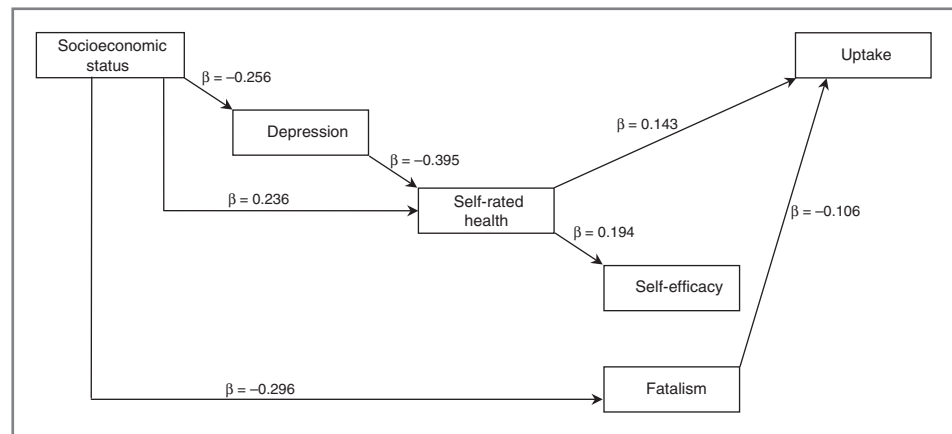 Socioeconomic
status
Uptake
β = –0.256
Depression
β = 0.143
β = –0.395
β = 0.236
Self-rated
health
β = –0.106
β = 0.194
Self-efficacy
β = –0.296
Fatalism